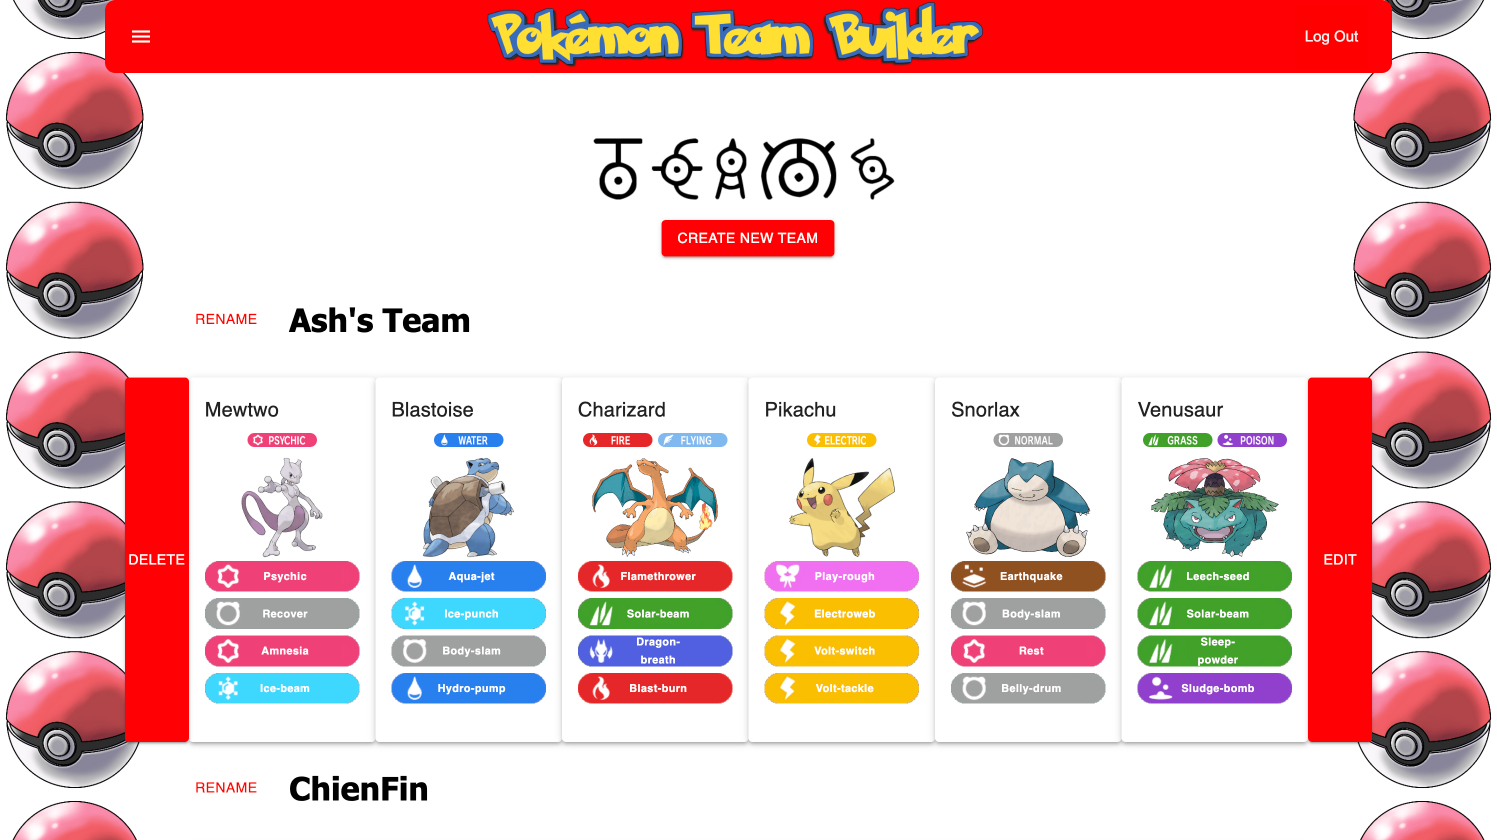 Pokémon Team Builder
Log Out
TEAMS
CREATE NEW TEAM
RENAME Ash's Team
DELETE
Mewtwo
PSYCHIC
Psychic
Recover
Amnesia
Ice-beam
Blastoise
WATER
Aqua-jet
Ice-punch
Body-slam
Hydro-pump
Charizard
FIRE FLYING
Flamethrower
Solar-beam
Dragon-
breath
Blast-burn
Pikachu
ELECTRIC
Play-rough
Electroweb
Volt-switch
Volt-tackle
Snorlax
NORMAL
Earthquake
Body-slam
Rest
Belly-drum
Venusaur
GRASS POISON
Leech-seed
Solar-beam
Sleep-
powder
Sludge-bomb
EDIT
RENAME ChienFin